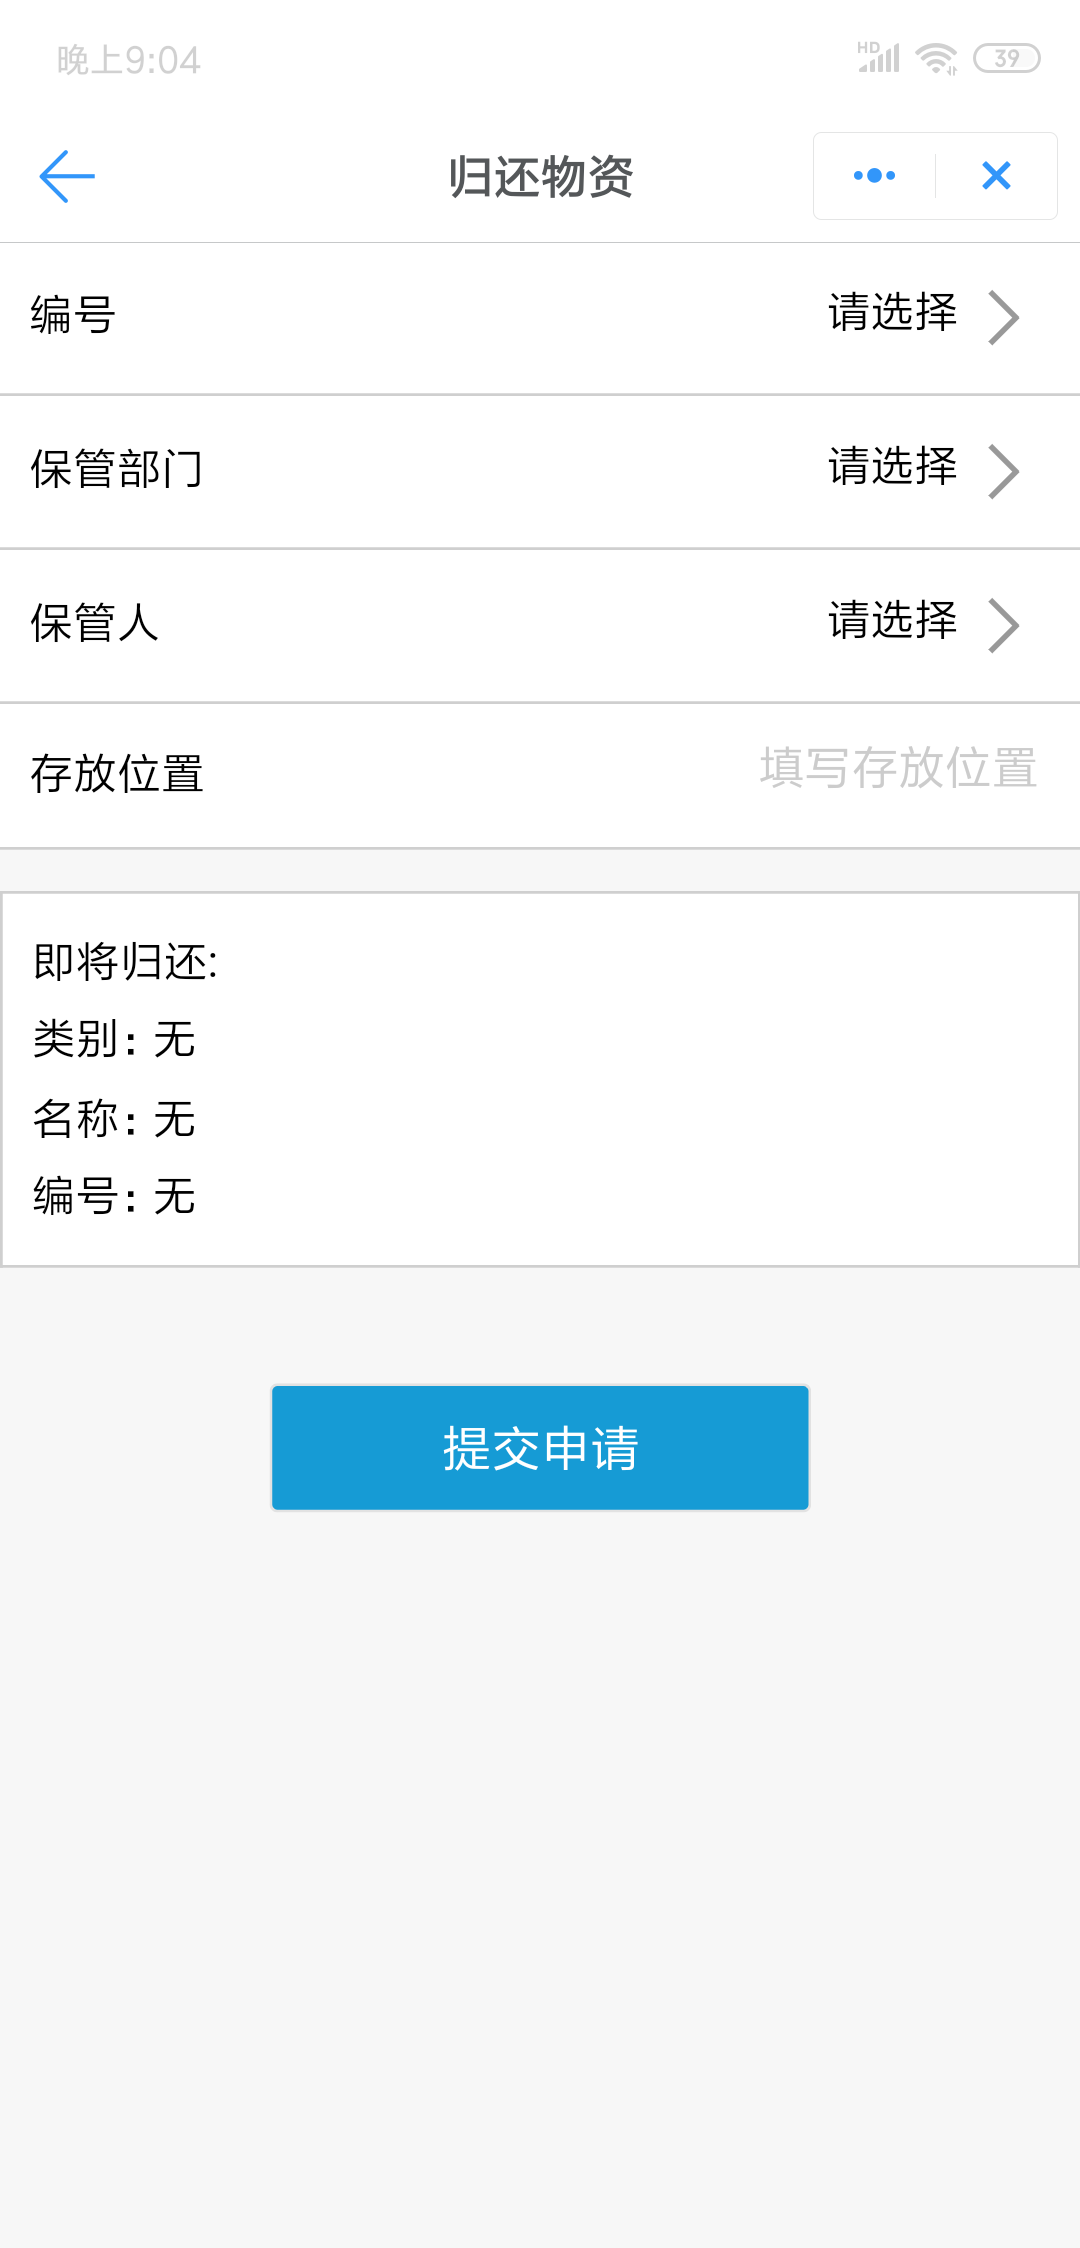 晚上9:04 HD 39
归还物资
编号 请选择
保管部门 请选择
保管人 请选择
存放位置 填写存放位置
即将归还:
类别：无
名称：无
编号：无
提交申请